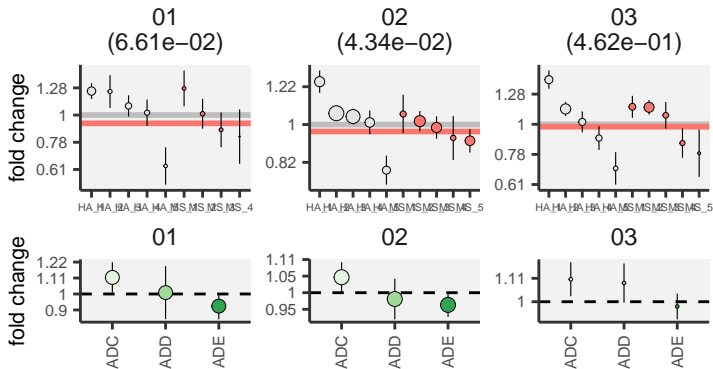 01
(6.61e−02)
02
(4.34e−02)
03
(4.62e−01)
fold change
1.28
1
0.78
0.61
1.22
1
0.82
1.28
1
0.78
0.61
01
02
03
fold change
1.22
1.11
1
0.9
1.11
1.05
1
0.95
1.11
1
ADC
ADD
ADE
ADC
ADD
ADE
ADC
ADD
ADE